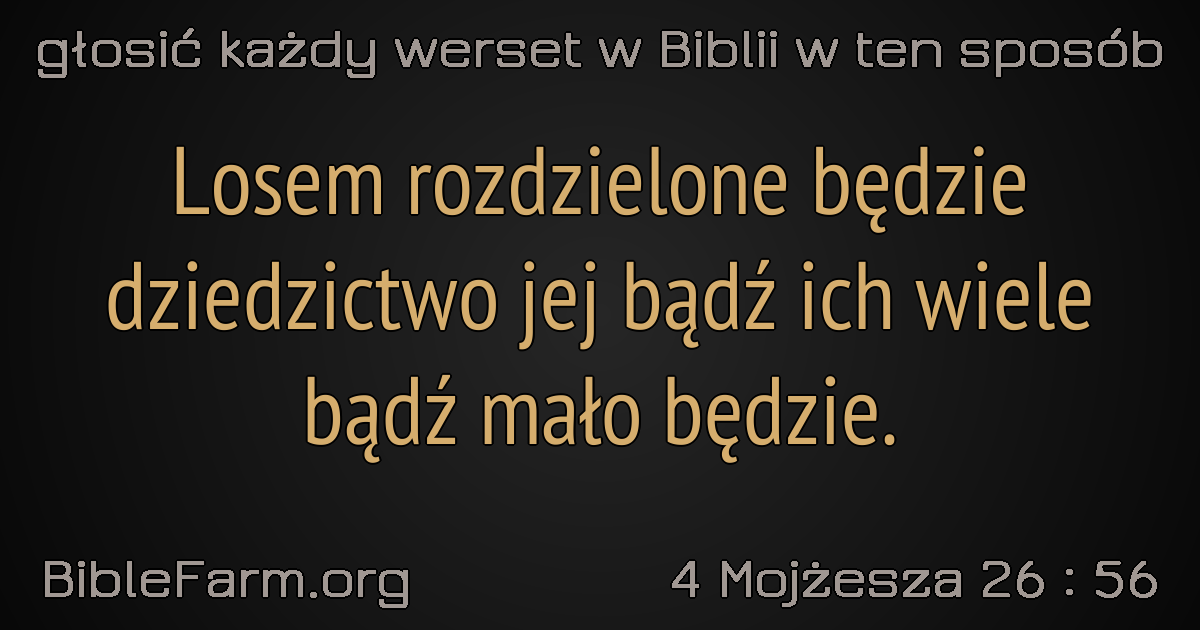 głosić każdy werset w Biblii w ten sposób
Losem rozdzielone będzie
dziedzictwo jej bądź ich wiele
bądź mało będzie.
BibleFarm.org
4 Mojżesza 26 : 56